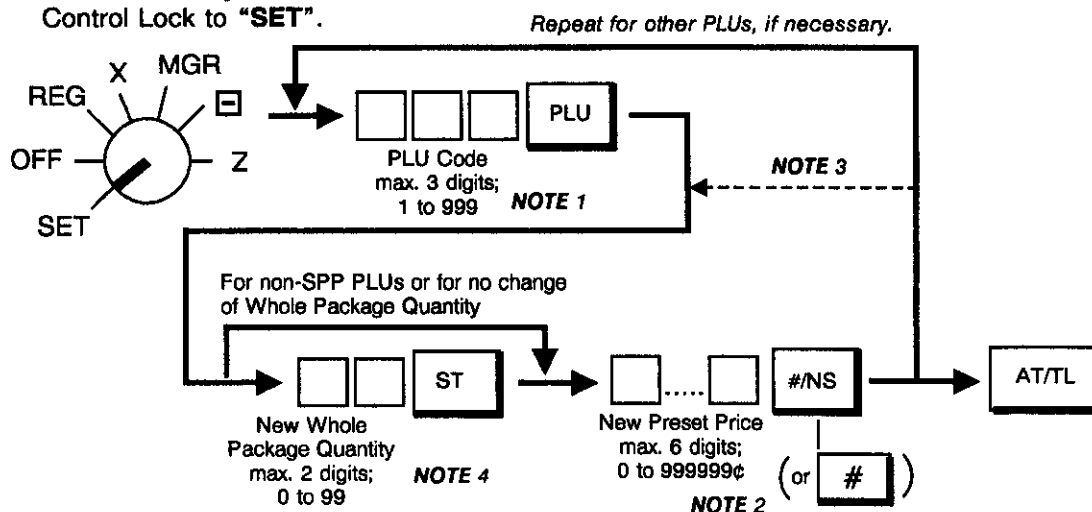 Control Lock to "SET".
Repeat for other PLUs, if necessary.
MGR
X
REG
OFF
SET
Z
PLU
PLU Code
max. 3 digits;
1 to 999
NOTE 1
NOTE 3
For non-SPP PLUs or for no change
of Whole Package Quantity
ST
#/NS
AT/TL
New Whole
Package Quantity
max. 2 digits;
0 to 99
NOTE 4
New Preset Price
max. 6 digits;
0 to 999999¢
NOTE 2
(or # )